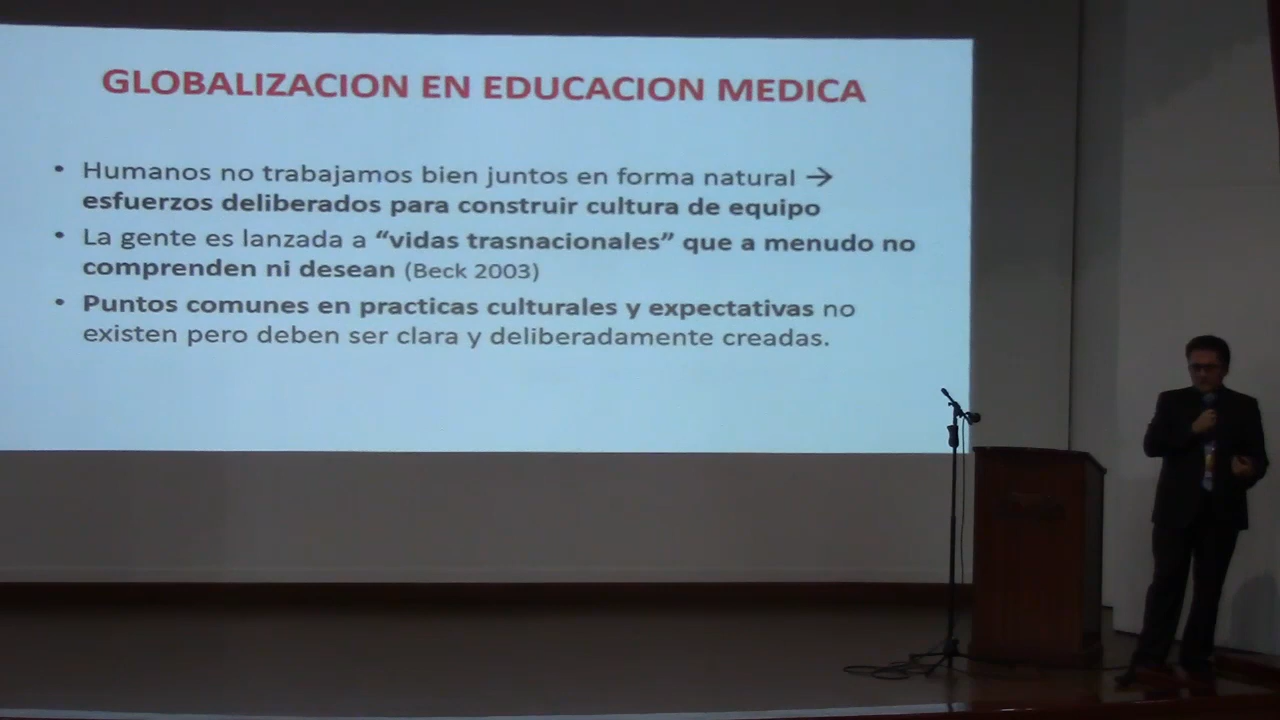 GLOBALIZACION EN EDUCACION MEDICA
• Humanos no trabajamos bien juntos en forma natural →
esfuerzos deliberados para construir cultura de equipo
• La gente es lanzada a “vidas trasnacionales” que a menudo no
comprenden ni desean (Beck 2003)
• Puntos comunes en practicas culturales y expectativas no
existen pero deben ser clara y deliberadamente creadas.